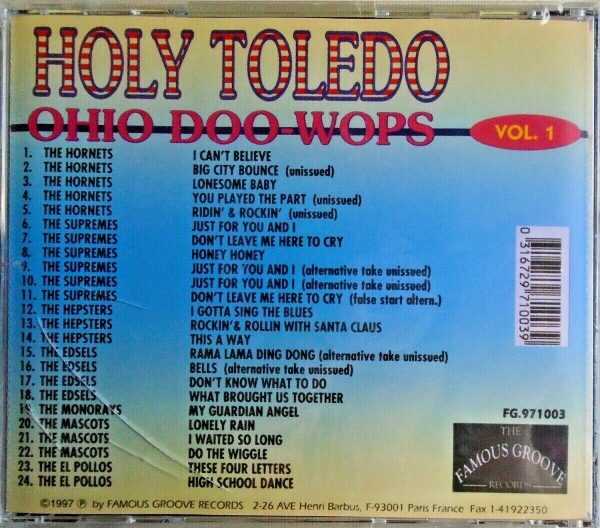 HOLY TOLEDO
OHIO DOO-WOPS
VOL. 1
1. THE HORNETS I CAN'T BELIEVE
2. THE HORNETS BIG CITY BOUNCE (unissued)
3. THE HORNETS LONESOME BABY
4. THE HORNETS YOU PLAYED THE PART (unissued)
5. THE HORNETS RIDIN' & ROCKIN' (unissued)
6. THE SUPREMES JUST FOR YOU AND I
7. THE SUPREMES DON'T LEAVE ME HERE TO CRY
8. THE SUPREMES HONEY HONEY
9. THE SUPREMES JUST FOR YOU AND I (alternative take unissued)
10. THE SUPREMES JUST FOR YOU AND I (alternative take unissued)
11. THE SUPREMES DON'T LEAVE ME HERE TO CRY (false start altern.)
12. THE HEPSTERS I GOTTA SING THE BLUES
13. THE HEPSTERS ROCKIN'& ROLLIN WITH SANTA CLAUS
14. THE HEPSTERS THIS A WAY
15. THE EDSELS RAMA LAMA DING DONG (alternative take unissued)
16. THE EDSELS BELLS (alternative take unissued)
17. THE EDSELS DON'T KNOW WHAT TO DO
18. THE EDSELS WHAT BROUGHT US TOGETHER
19. THE MONORAYS MY GUARDIAN ANGEL
20. THE MASCOTS LONELY RAIN
21. THE MASCOTS I WAITED SO LONG
22. THE MASCOTS DO THE WIGGLE
23. THE EL POLLOS THESE FOUR LETTERS
24. THE EL POLLOS HIGH SCHOOL DANCE
0 316729 710039
FG.971003
THE
FAMOUS GROOVE
RECORDS
©1997 ℗ by FAMOUS GROOVE RECORDS 2-26 AVE Henri Barbus, F-93001 Paris France Fax 1-41922350